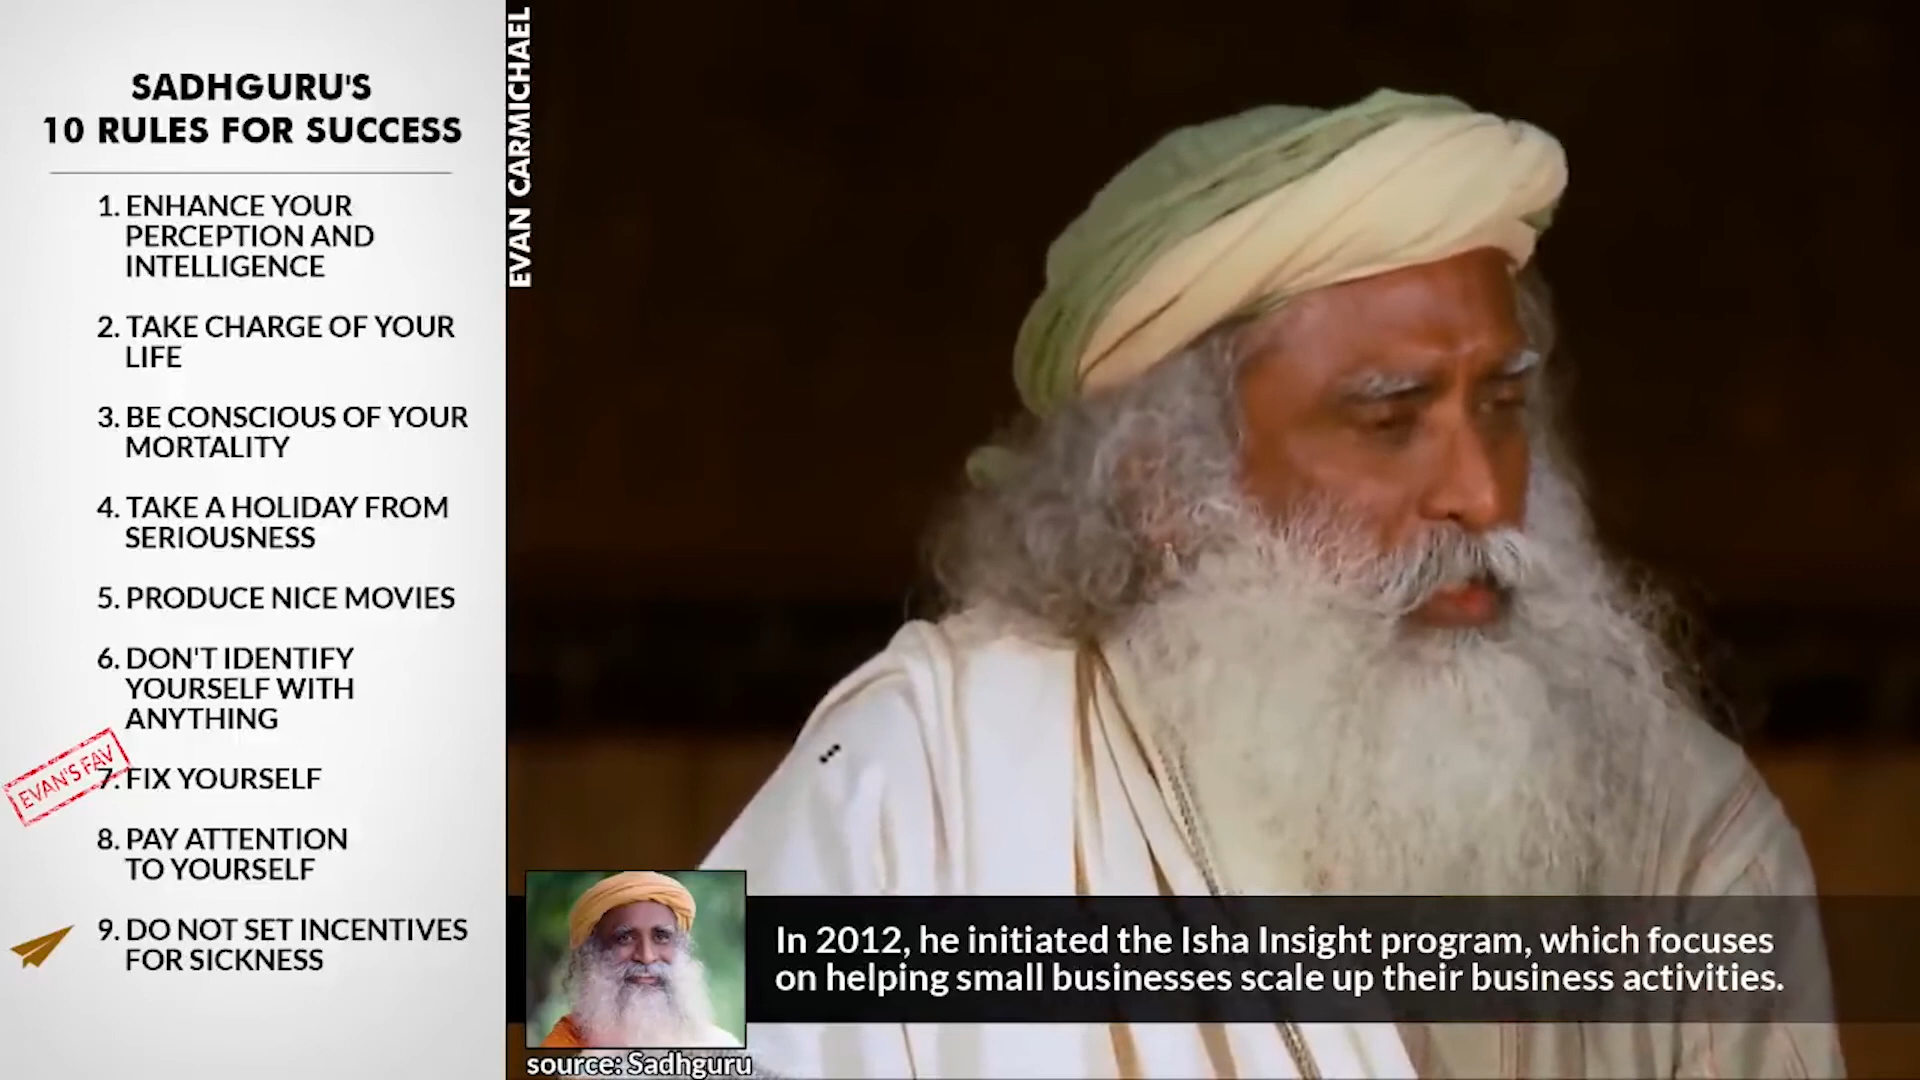 SADHGURU'S
10 RULES FOR SUCCESS
1. ENHANCE YOUR
PERCEPTION AND
INTELLIGENCE
2. TAKE CHARGE OF YOUR
LIFE
3. BE CONSCIOUS OF YOUR
MORTALITY
4. TAKE A HOLIDAY FROM
SERIOUSNESS
5. PRODUCE NICE MOVIES
6. DON'T IDENTIFY
YOURSELF WITH
ANYTHING
EVAN'S FAV
7. FIX YOURSELF
8. PAY ATTENTION
TO YOURSELF
9. DO NOT SET INCENTIVES
FOR SICKNESS
EVAN CARMICHAEL
In 2012, he initiated the Isha Insight program, which focuses
on helping small businesses scale up their business activities.
source: Sadhguru